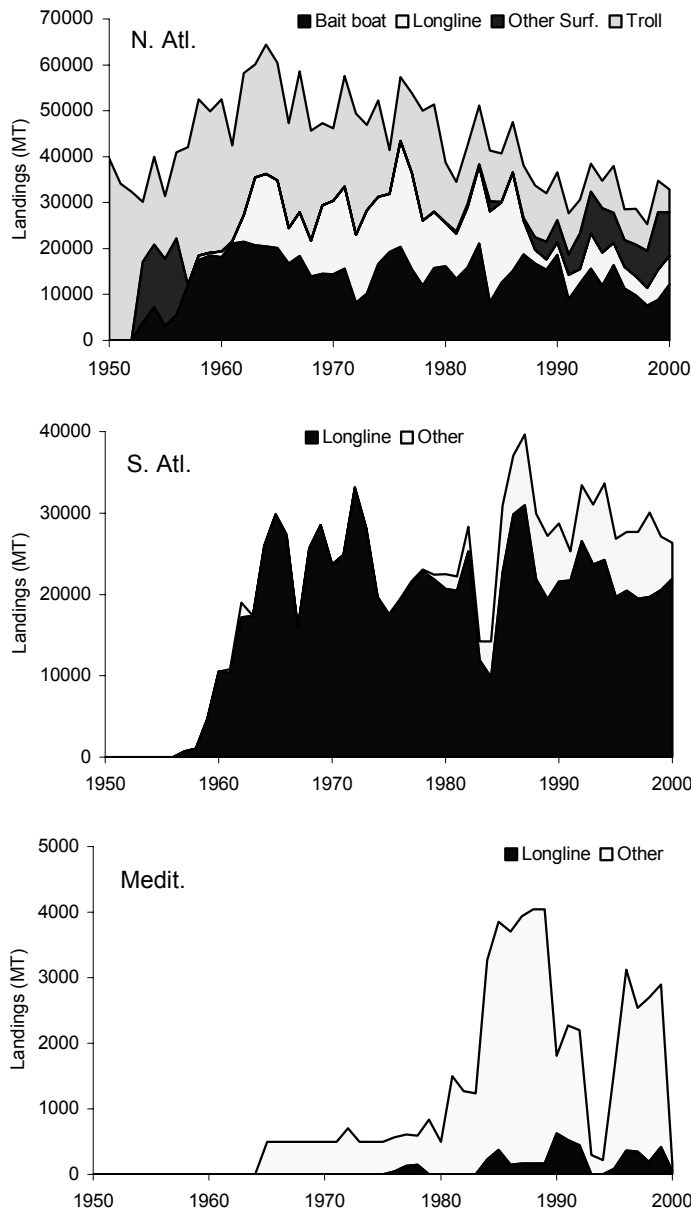 Bait boat Longline Other Surf. Troll
N. Atl.
Landings (MT)
70000
60000
50000
40000
30000
20000
10000
0
1950 1960 1970 1980 1990 2000
Longline Other
S. Atl.
Landings (MT)
40000
30000
20000
10000
0
1950 1960 1970 1980 1990 2000
Longline Other
Medit.
Landings (MT)
5000
4000
3000
2000
1000
0
1950 1960 1970 1980 1990 2000